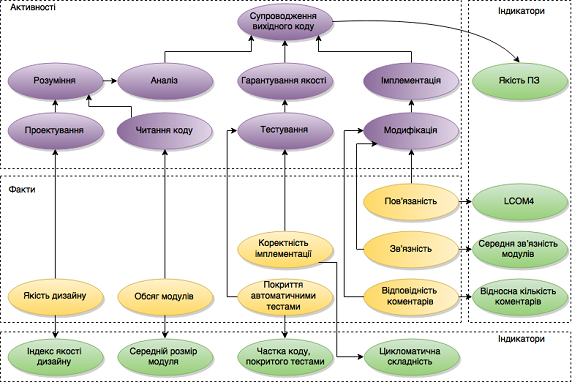 Активності
Індикатори
Супроводження
вихідного коду
Розуміння
Аналіз
Гарантування якості
Імплементація
Якість ПЗ
Проектування
Читання коду
Тестування
Модифікація
Факти
Пов'язаність
LCOM4
Коректність
імплементації
Зв'язність
Середня зв'язність
модулів
Якість дизайну
Обсяг модулів
Покриття
автоматичними
тестами
Відповідність
коментарів
Відносна кількість
коментарів
Індикатори
Індекс якості
дизайну
Середній розмір
модуля
Частка коду,
покритого тестами
Цикломатична
складність